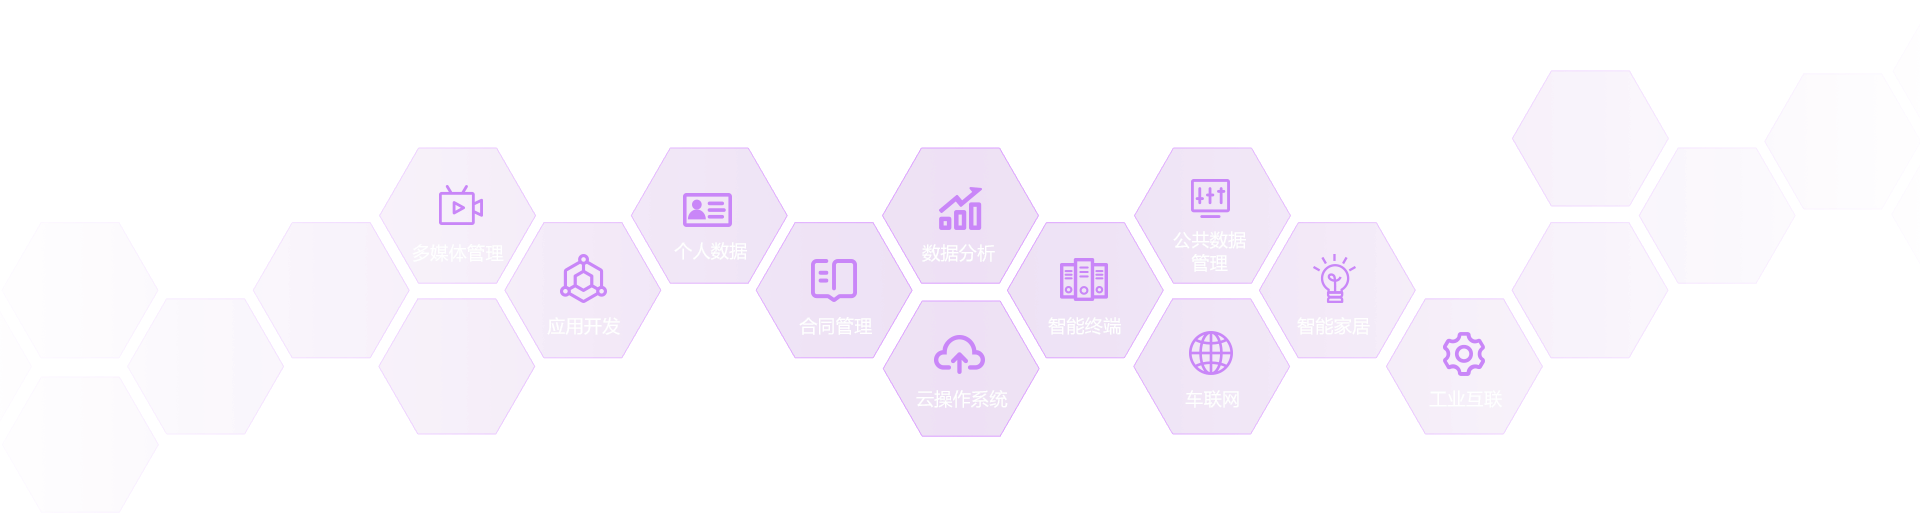 多媒体管理
应用开发
个人数据
合同管理
数据分析
云操作系统
智能终端
公共数据
管理
车联网
智能家居
工业互联